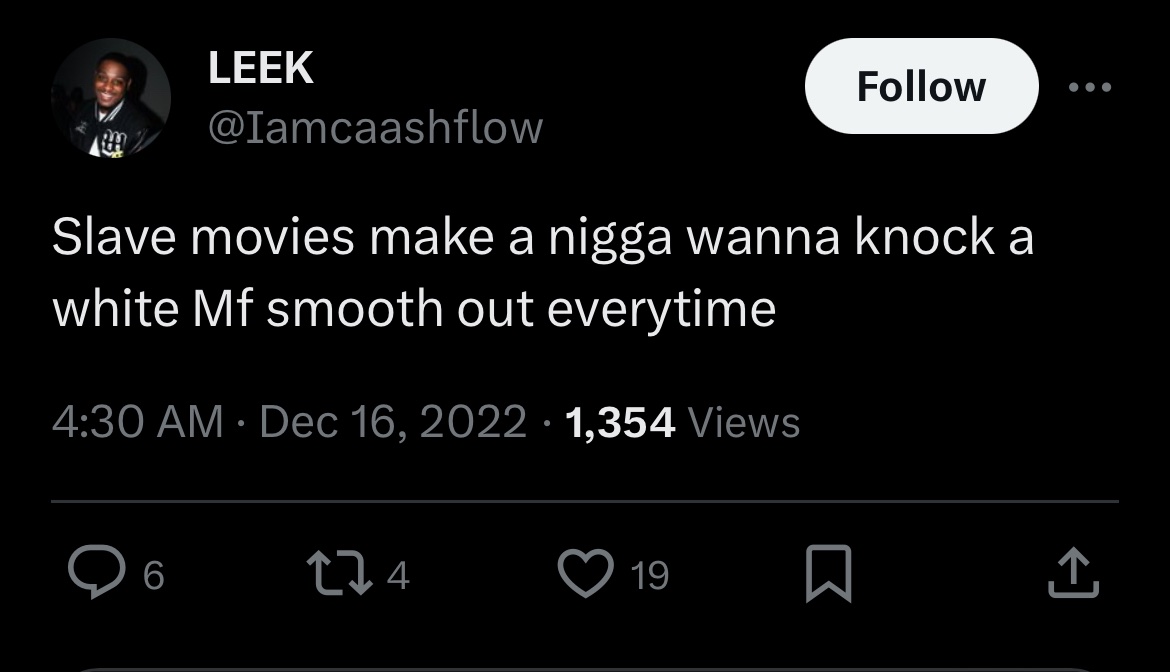 LEEK
@Iamcaashflow
Follow
Slave movies make a nigga wanna knock a
white Mf smooth out everytime
4:30 AM · Dec 16, 2022 · 1,354 Views
6 4 19